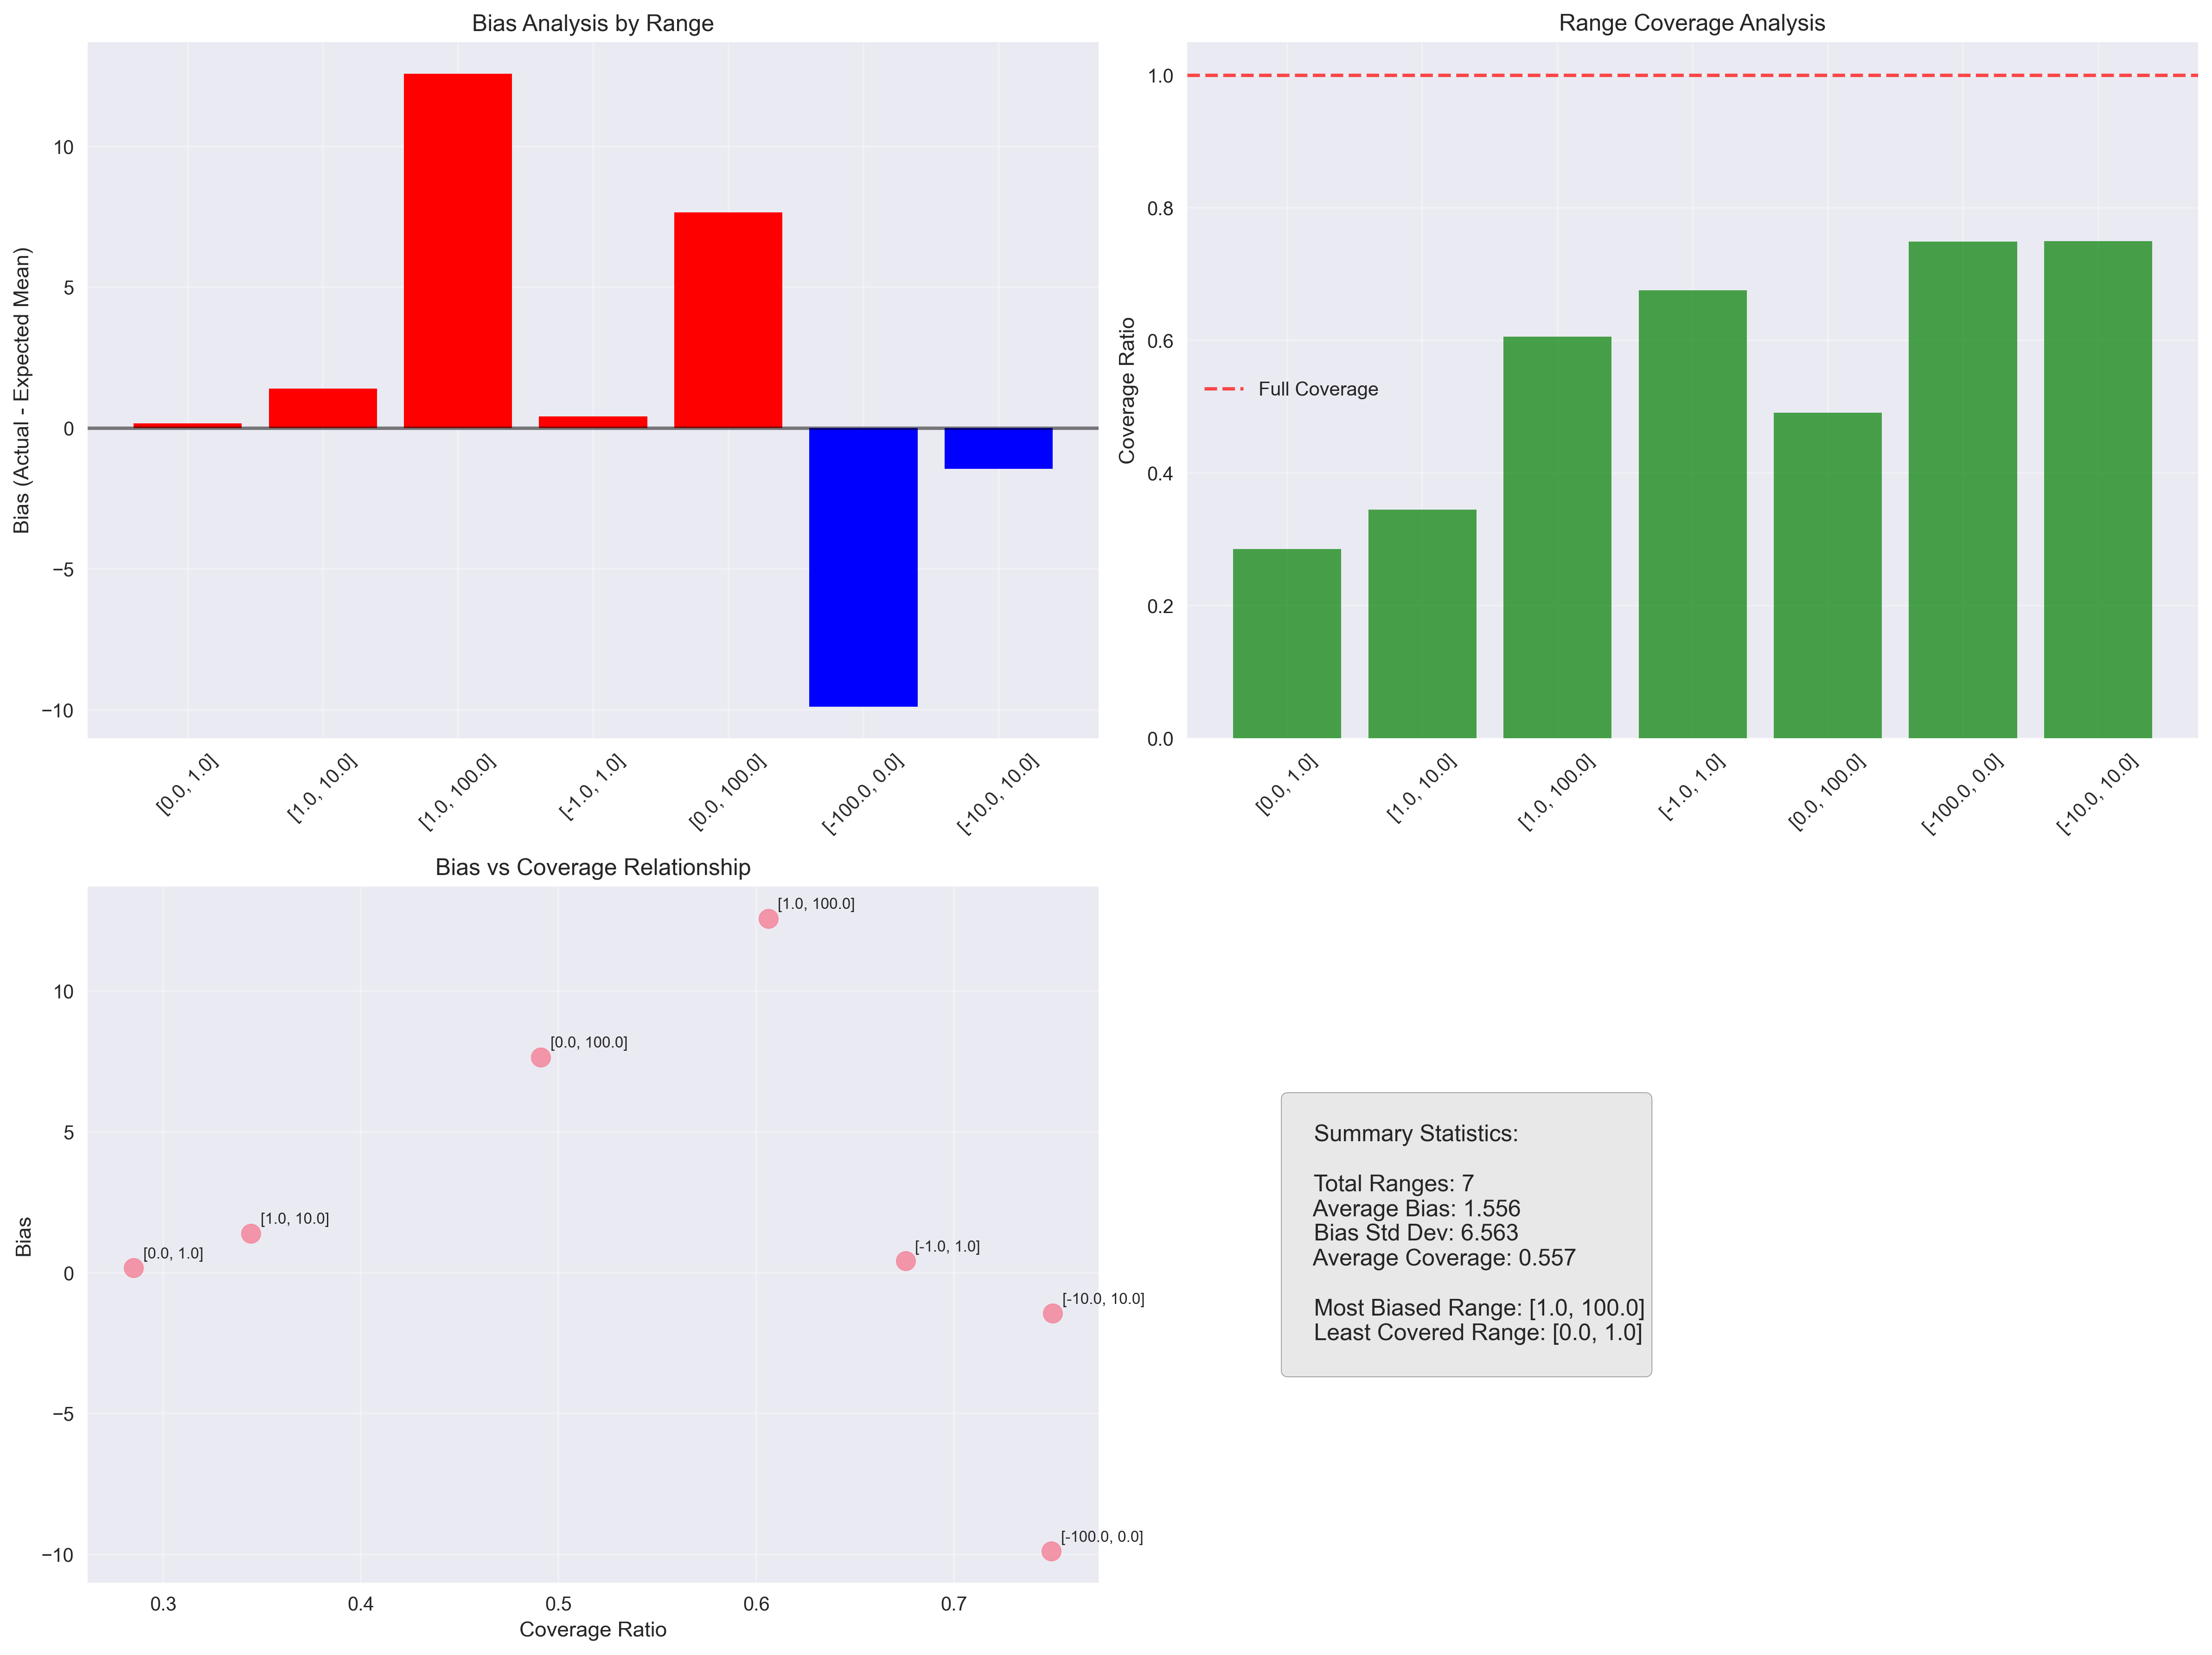 Bias Analysis by Range
Bias (Actual - Expected Mean)
10
5
0
−5
−10
[0.0, 1.0]
[1.0, 10.0]
[1.0, 100.0]
[-1.0, 1.0]
[0.0, 100.0]
[-100.0, 0.0]
[-10.0, 10.0]
Range Coverage Analysis
Coverage Ratio
1.0
0.8
0.6
0.4
0.2
0.0
Full Coverage
[0.0, 1.0]
[1.0, 10.0]
[1.0, 100.0]
[-1.0, 1.0]
[0.0, 100.0]
[-100.0, 0.0]
[-10.0, 10.0]
Bias vs Coverage Relationship
Bias
10
5
0
−5
−10
[1.0, 100.0]
[0.0, 100.0]
[1.0, 10.0]
[0.0, 1.0]
[-1.0, 1.0]
[-10.0, 10.0]
[-100.0, 0.0]
0.3
0.4
0.5
0.6
0.7
Coverage Ratio
Summary Statistics:
Total Ranges: 7
Average Bias: 1.556
Bias Std Dev: 6.563
Average Coverage: 0.557
Most Biased Range: [1.0, 100.0]
Least Covered Range: [0.0, 1.0]